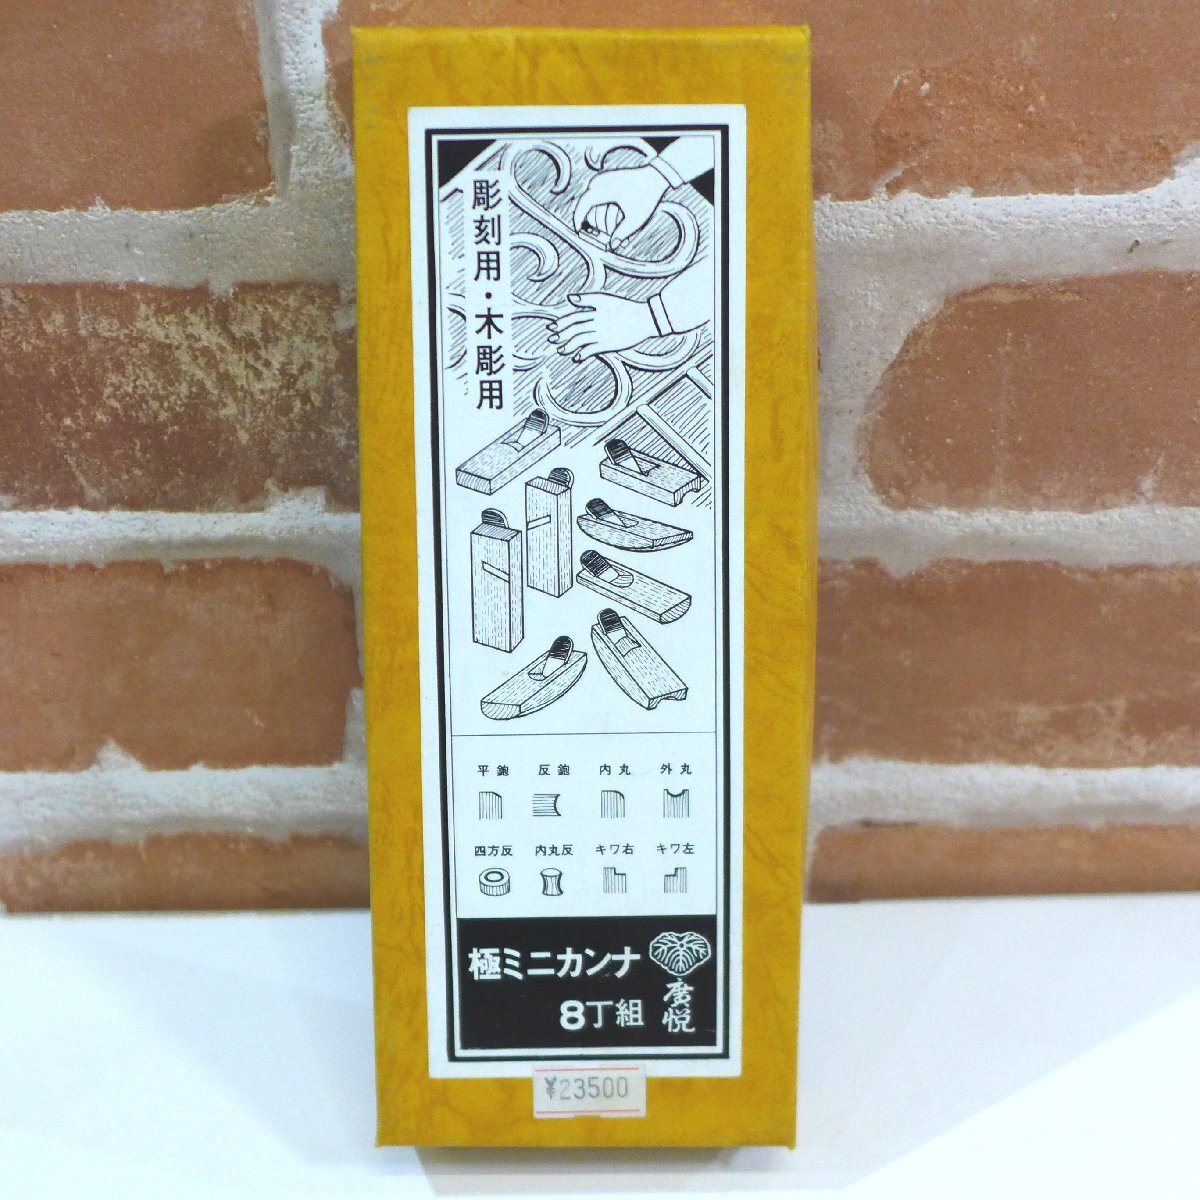 彫刻用・木彫用
平鉋 反鉋 内丸 外丸
四方反 内丸反 キワ右 キワ左
極ミニカンナ
8丁組
廣悦
¥23500